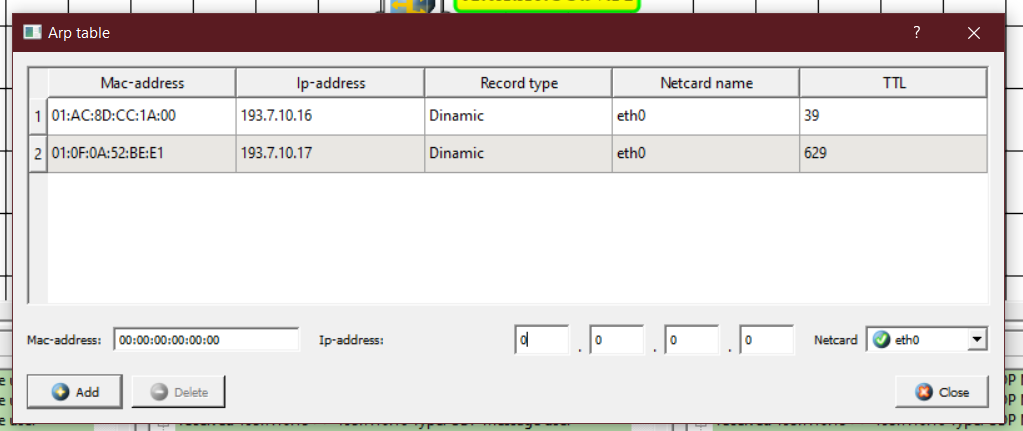 Arp table ?
Mac-address Ip-address Record type Netcard name TTL
1 01:AC:8D:CC:1A:00 193.7.10.16 Dinamic eth0 39
2 01:0F:0A:52:BE:E1 193.7.10.17 Dinamic eth0 629
Mac-address: 00:00:00:00:00:00 Ip-address: 0 . 0 . 0 . 0 Netcard eth0
Add Delete Close